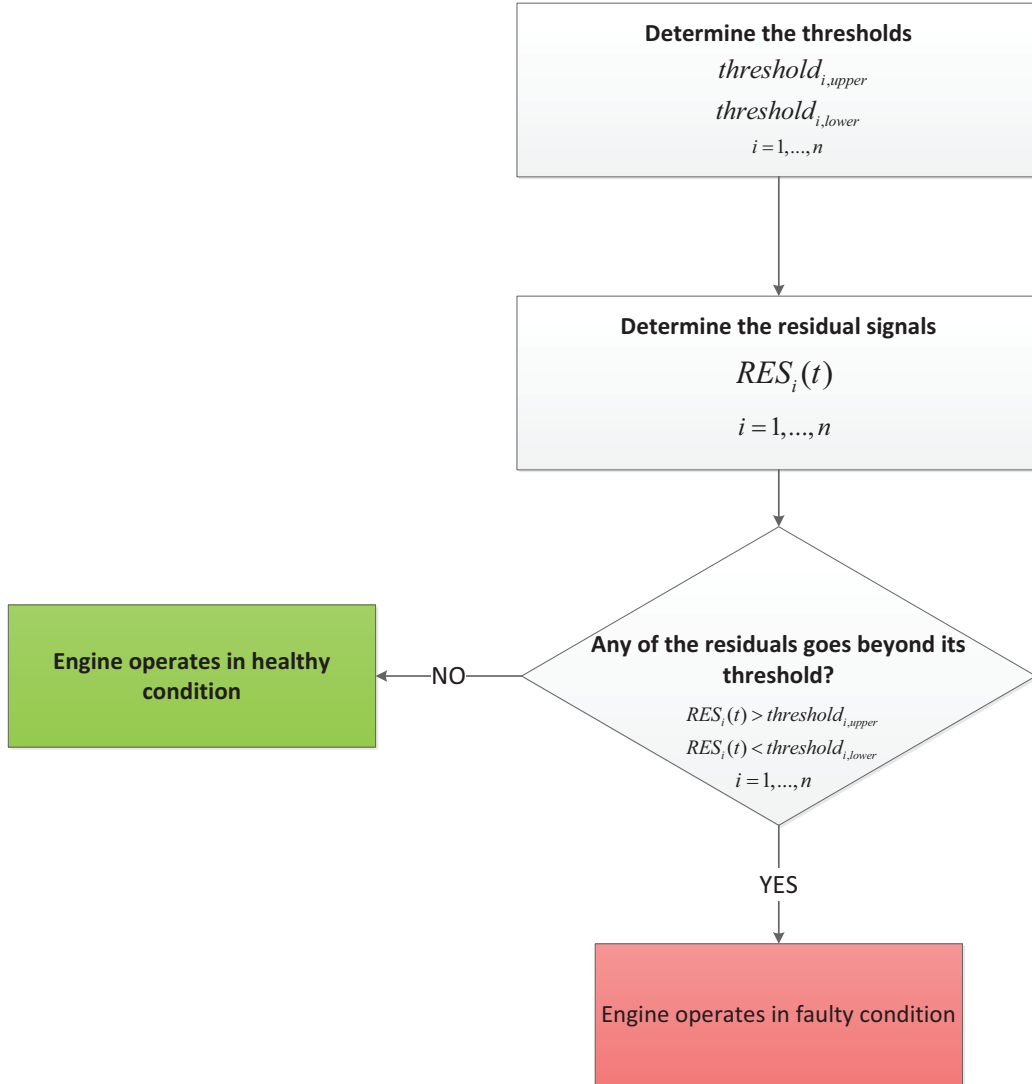 Determine the thresholds
threshold_{i,upper}
threshold_{i,lower}
i = 1,...,n
Determine the residual signals
RES_i(t)
i = 1,...,n
Any of the residuals goes beyond its
threshold?
RES_i(t) > threshold_{i,upper}
RES_i(t) < threshold_{i,lower}
i = 1,...,n
NO
Engine operates in healthy
condition
YES
Engine operates in faulty condition